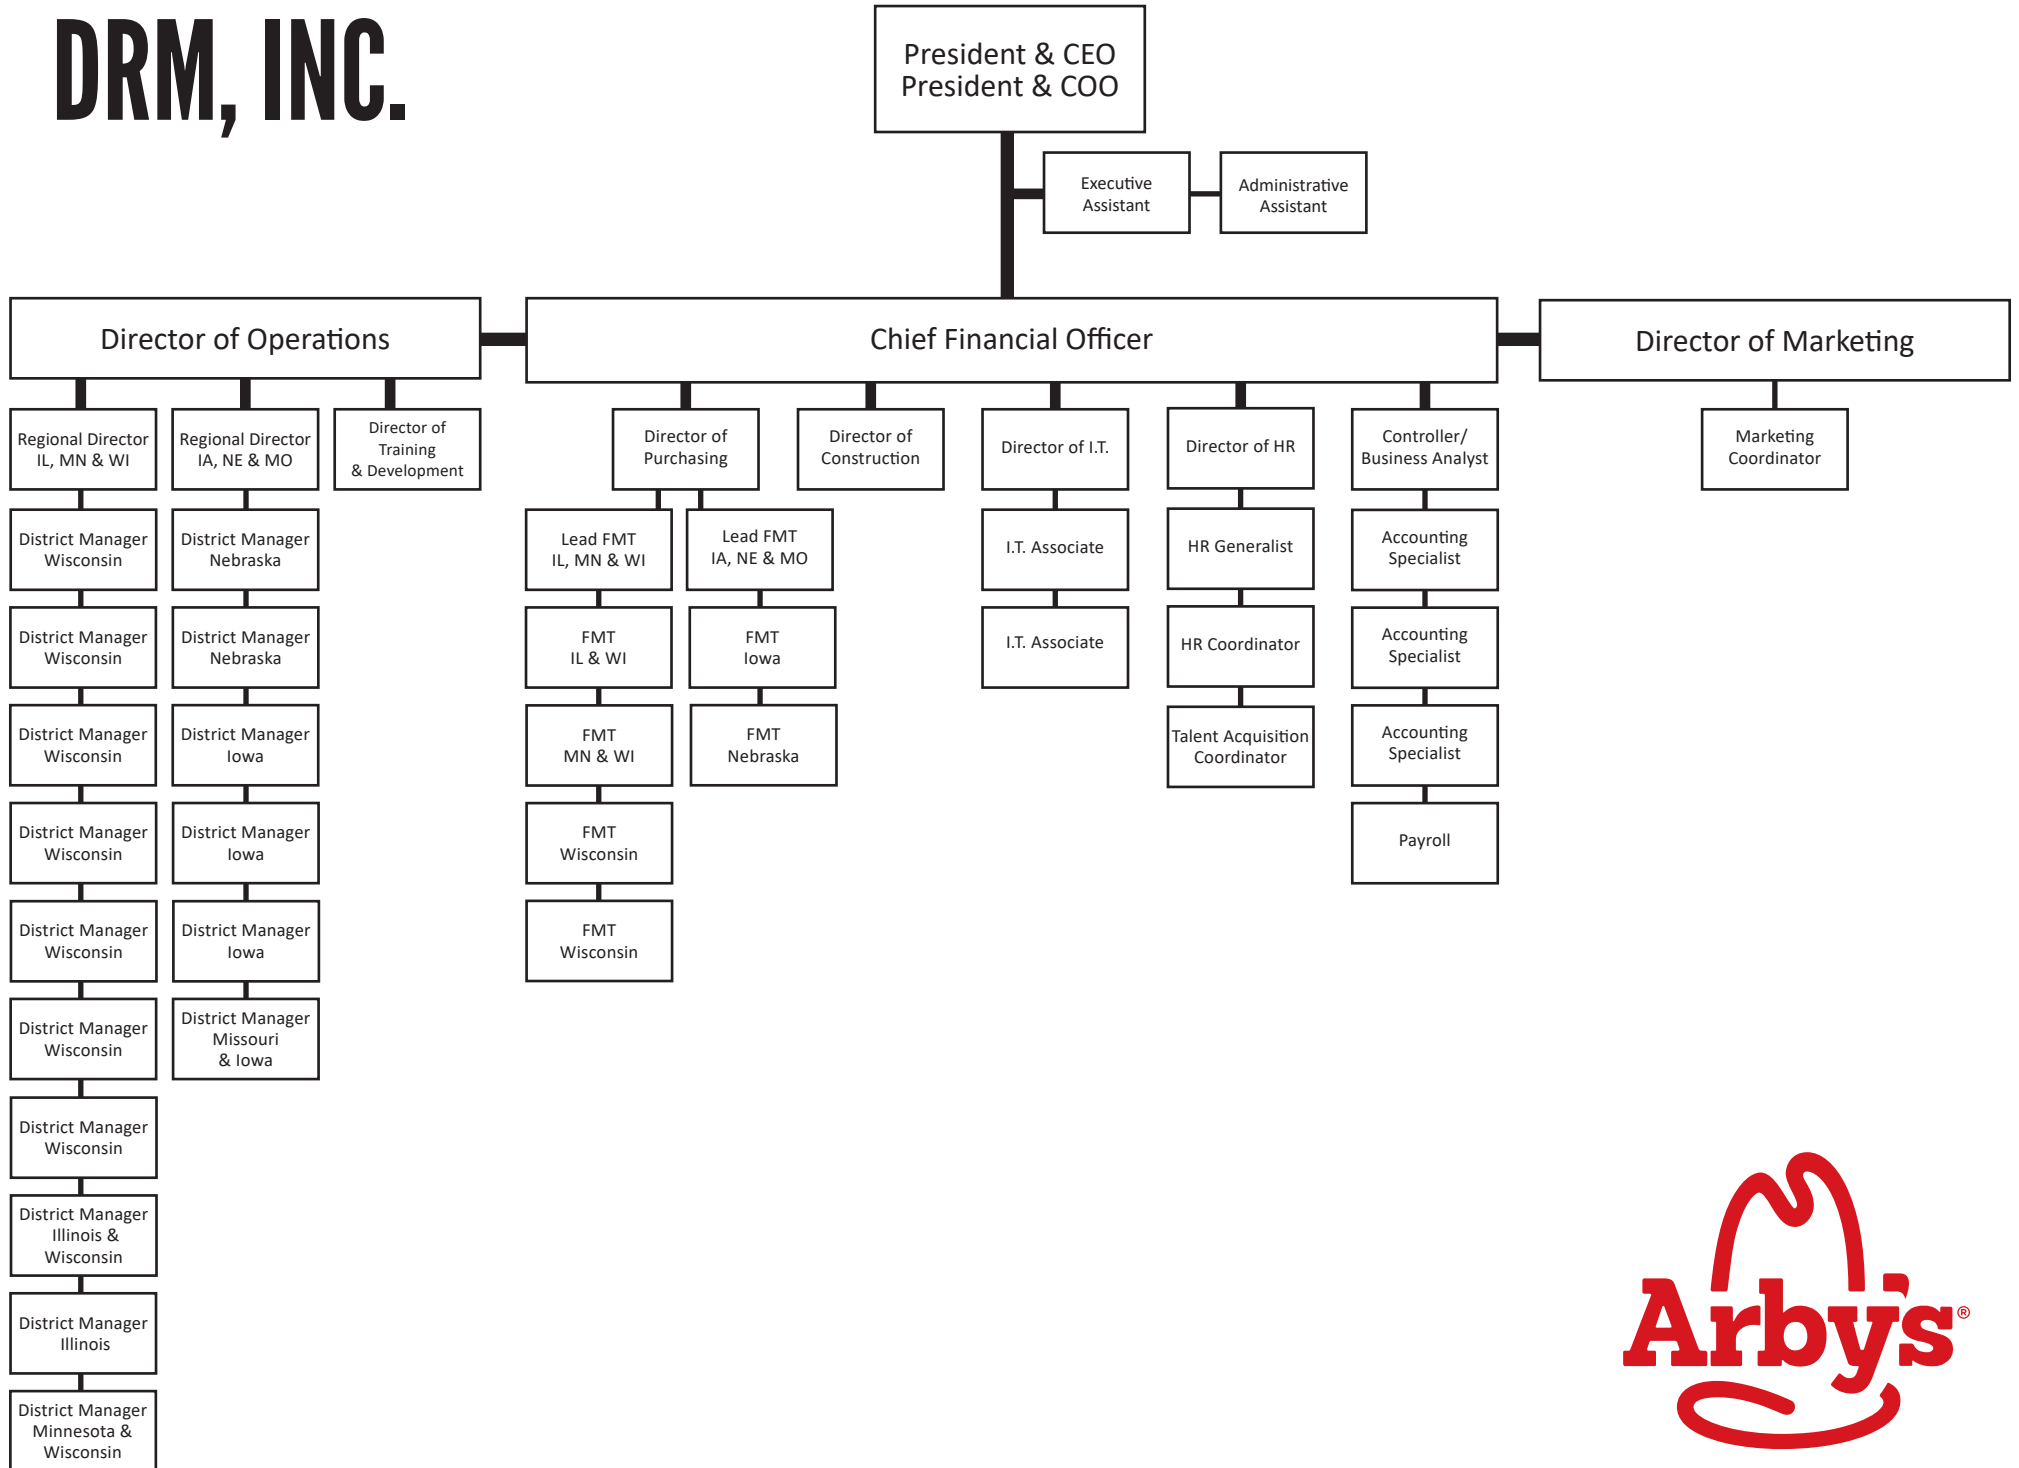 DRM, INC.
President & CEO
President & COO
Executive
Assistant
Administrative
Assistant
Director of Operations
Chief Financial Officer
Director of Marketing
Regional Director
IL, MN & WI
Regional Director
IA, NE & MO
Director of
Training
& Development
Director of
Purchasing
Director of
Construction
Director of I.T.
Director of HR
Controller/
Business Analyst
Marketing
Coordinator
District Manager
Wisconsin
District Manager
Nebraska
Lead FMT
IL, MN & WI
Lead FMT
IA, NE & MO
I.T. Associate
HR Generalist
Accounting
Specialist
District Manager
Wisconsin
District Manager
Nebraska
FMT
IL & WI
FMT
Iowa
I.T. Associate
HR Coordinator
Accounting
Specialist
District Manager
Wisconsin
District Manager
Iowa
FMT
MN & WI
FMT
Nebraska
Talent Acquisition
Coordinator
Accounting
Specialist
District Manager
Wisconsin
District Manager
Iowa
FMT
Wisconsin
Payroll
District Manager
Wisconsin
District Manager
Iowa
FMT
Wisconsin
District Manager
Wisconsin
District Manager
Missouri
& Iowa
District Manager
Wisconsin
District Manager
Illinois &
Wisconsin
District Manager
Illinois
District Manager
Minnesota &
Wisconsin
Arby's®